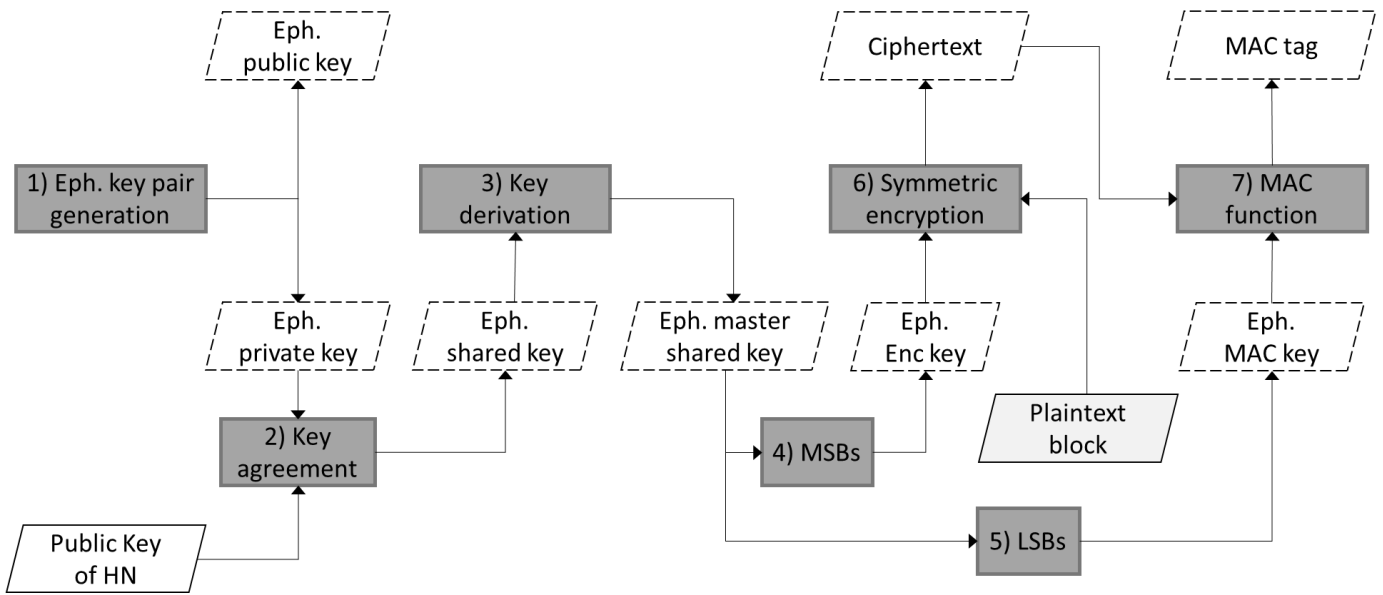 Eph.
public key
Ciphertext
MAC tag
1) Eph. key pair
generation
3) Key
derivation
6) Symmetric
encryption
7) MAC
function
Eph.
private key
Eph.
shared key
Eph. master
shared key
Eph.
Enc key
Eph.
MAC key
2) Key
agreement
4) MSBs
Plaintext
block
Public Key
of HN
5) LSBs